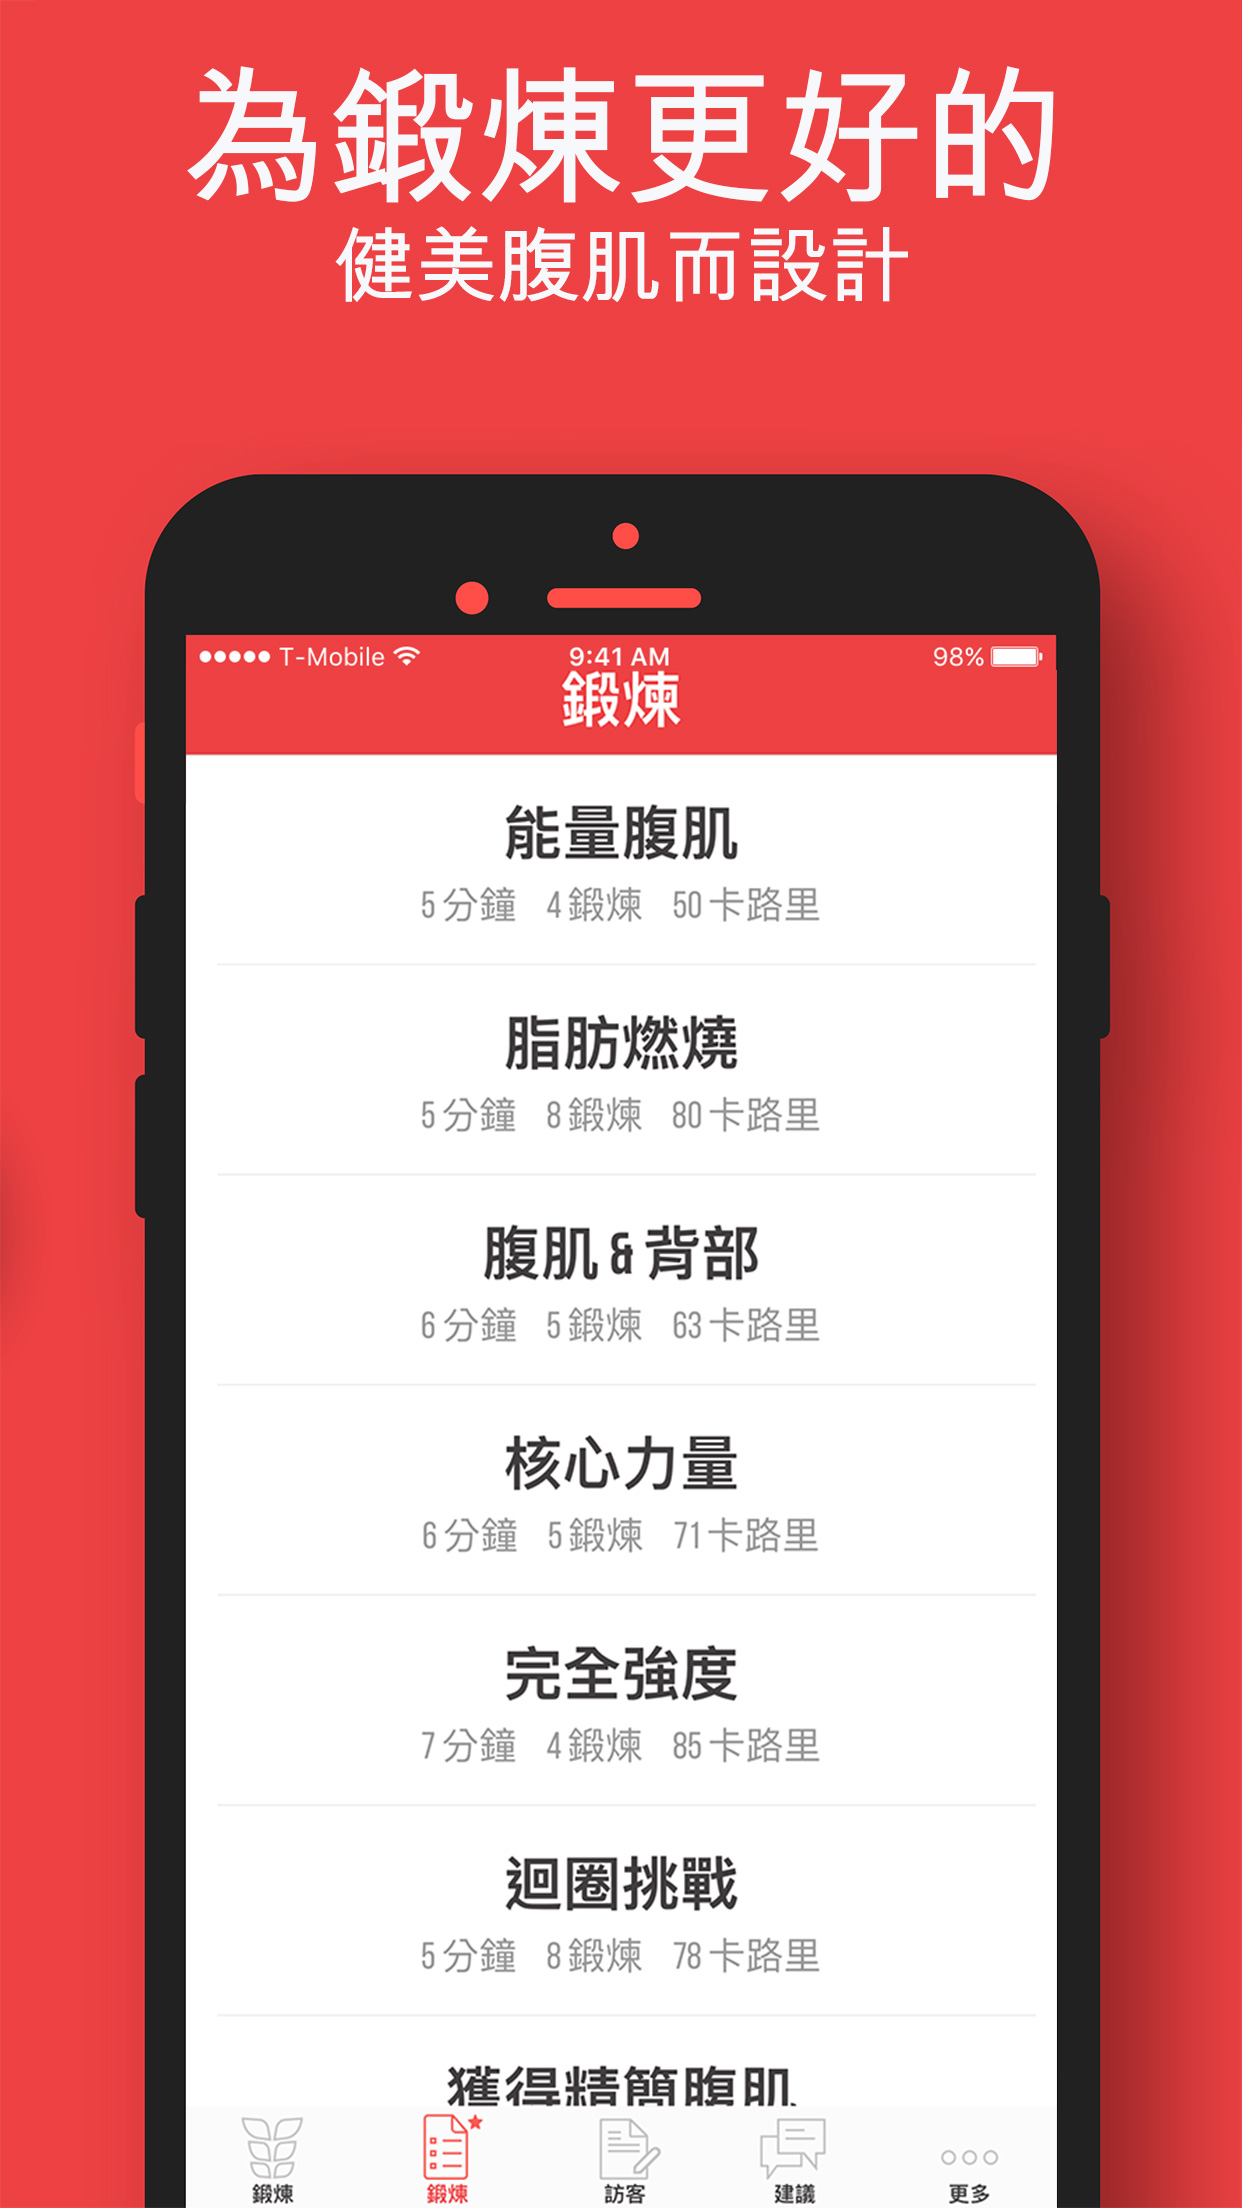 為鍛煉更好的
健美腹肌而設計
T-Mobile 9:41 AM 98%
鍛煉
能量腹肌
5 分鐘 4 鍛煉 50 卡路里
脂肪燃燒
5 分鐘 8 鍛煉 80 卡路里
腹肌 & 背部
6 分鐘 5 鍛煉 63 卡路里
核心力量
6 分鐘 5 鍛煉 71 卡路里
完全強度
7 分鐘 4 鍛煉 85 卡路里
迴圈挑戰
5 分鐘 8 鍛煉 78 卡路里
獲得精簡腹肌
鍛煉 鍛煉 訪客 建議 更多